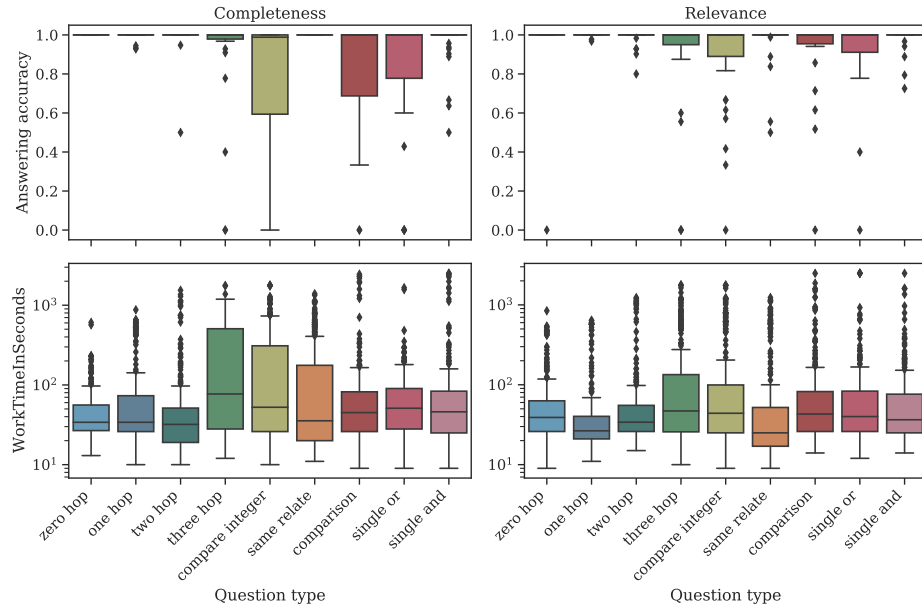 Completeness
Relevance
Answering accuracy
1.0
0.8
0.6
0.4
0.2
0.0
1.0
0.8
0.6
0.4
0.2
0.0
WorkTimeInSeconds
10³
10²
10¹
10³
10²
10¹
zero hop
one hop
two hop
three hop
compare integer
same relate
comparison
single or
single and
zero hop
one hop
two hop
three hop
compare integer
same relate
comparison
single or
single and
Question type
Question type